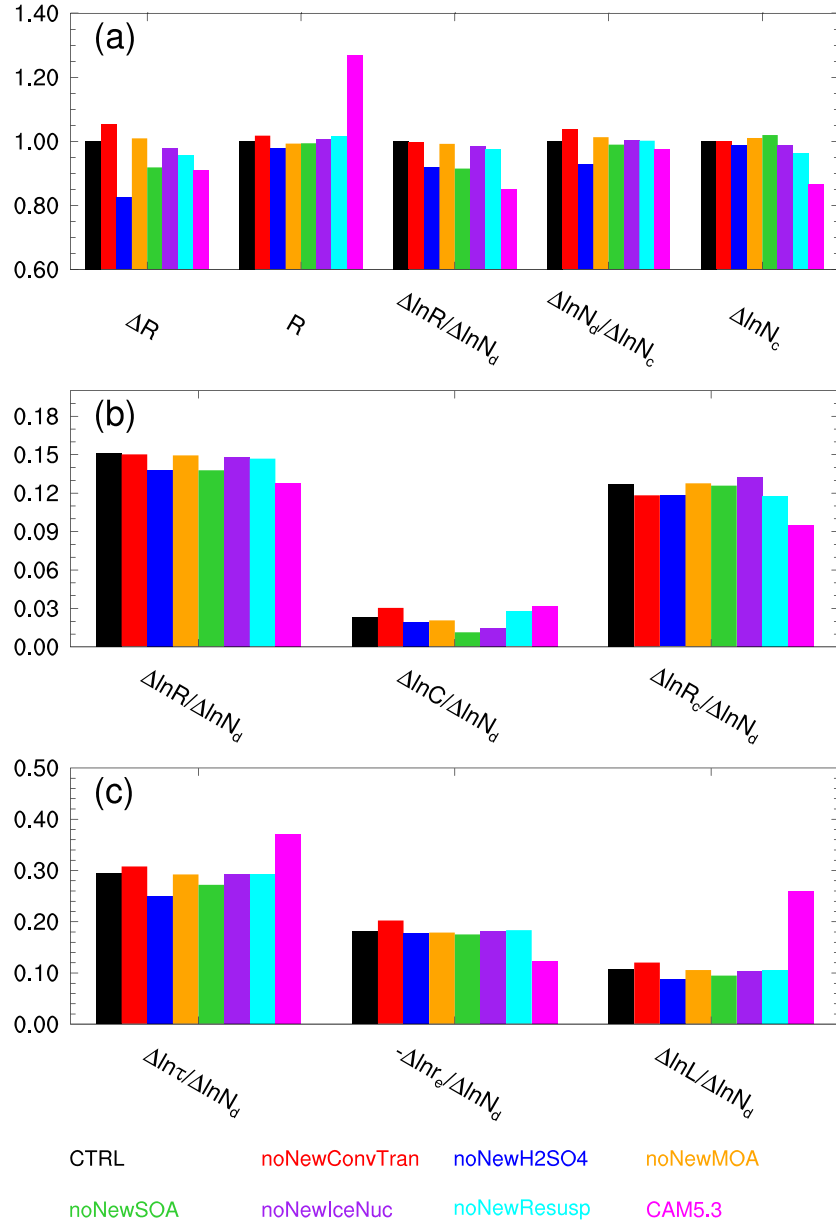 (a)
1.40
1.20
1.00
0.80
0.60
ΔR
R
ΔlnR/ΔlnN_d
ΔlnN_d/ΔlnN_c
ΔlnN_c
(b)
0.18
0.15
0.12
0.09
0.06
0.03
0.00
ΔlnR/ΔlnN_d
ΔlnC/ΔlnN_d
ΔlnR_c/ΔlnN_d
(c)
0.50
0.40
0.30
0.20
0.10
0.00
Δlnτ/ΔlnN_d
-Δlnr_e/ΔlnN_d
ΔlnL/ΔlnN_d
CTRL noNewConvTran noNewH2SO4 noNewMOA
noNewSOA noNewIceNuc noNewResusp CAM5.3